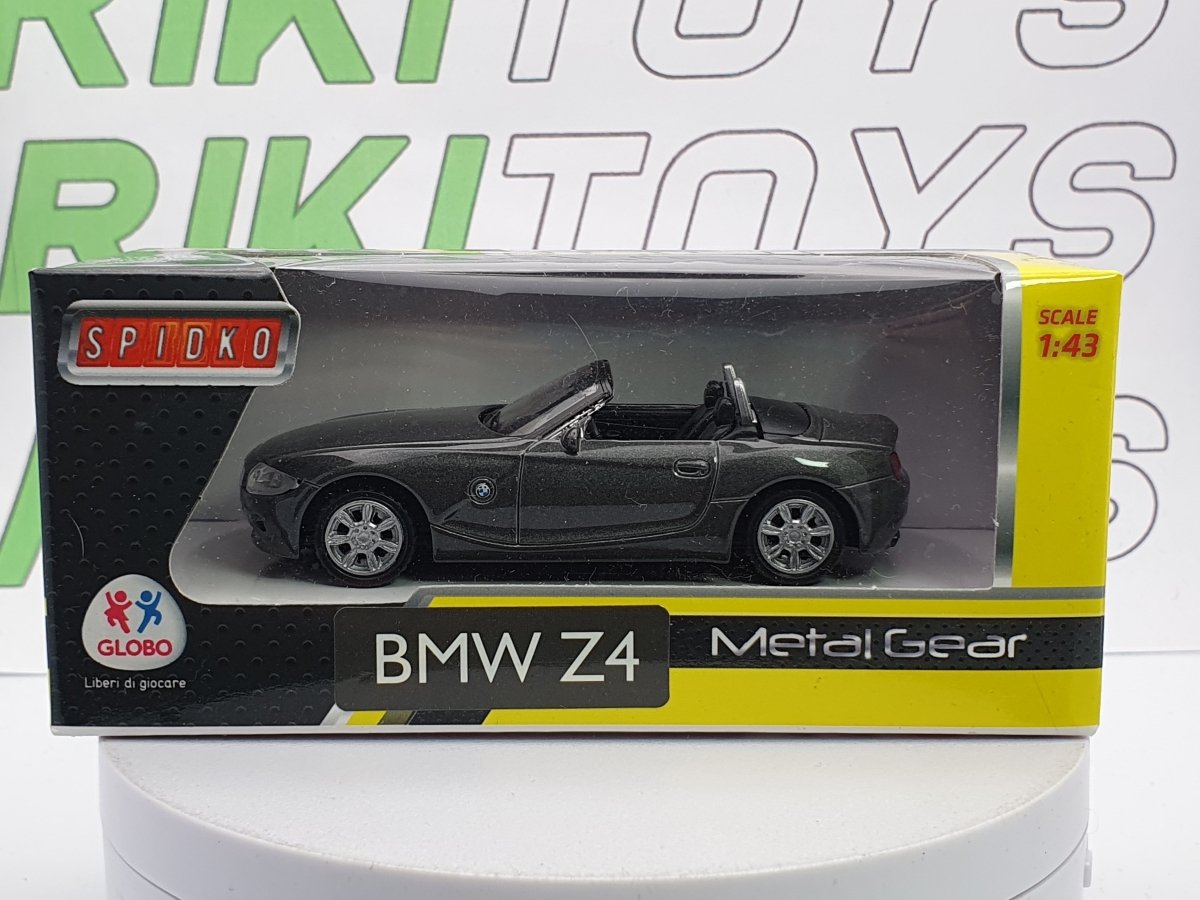 RIKITOYS
RIKITOYS
S
SPIDKO
SCALE
1:43
GLOBO
Liberi di giocare
BMW Z4
Metal Gear